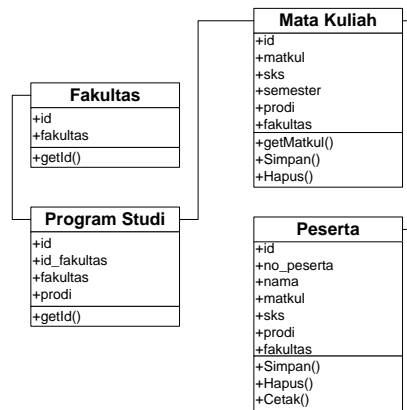 Mata Kuliah
+id
+matkul
+sks
+semester
+prodi
+fakultas
+getMatkul()
+Simpan()
+Hapus()
Fakultas
+id
+fakultas
+getId()
Program Studi
+id
+id_fakultas
+fakultas
+prodi
+getId()
Peserta
+id
+no_peserta
+nama
+matkul
+sks
+prodi
+fakultas
+Simpan()
+Hapus()
+Cetak()